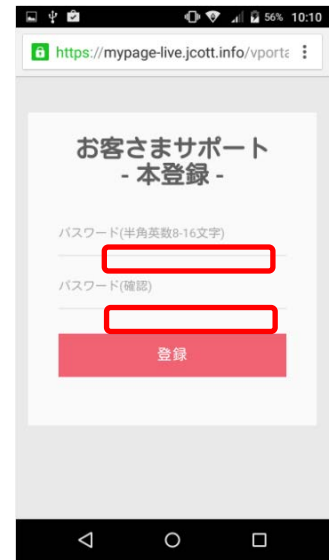 56% 10:10
https://mypage-live.jcott.info/vporta
お客さまサポート
- 本登録 -
パスワード(半角英数8-16文字)
パスワード(確認)
登録